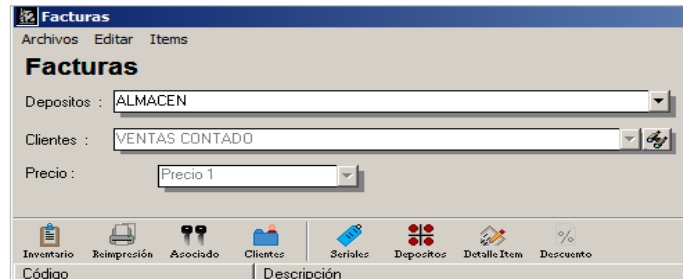 Facturas
Archivos Editar Items
Facturas
Depositos : ALMACEN
Clientes : VENTAS CONTADO
Precio : Precio 1
Inventario Reimpresión Asociado Clientes Seriales Depositos Detalle Item Descuento
Código Descripción